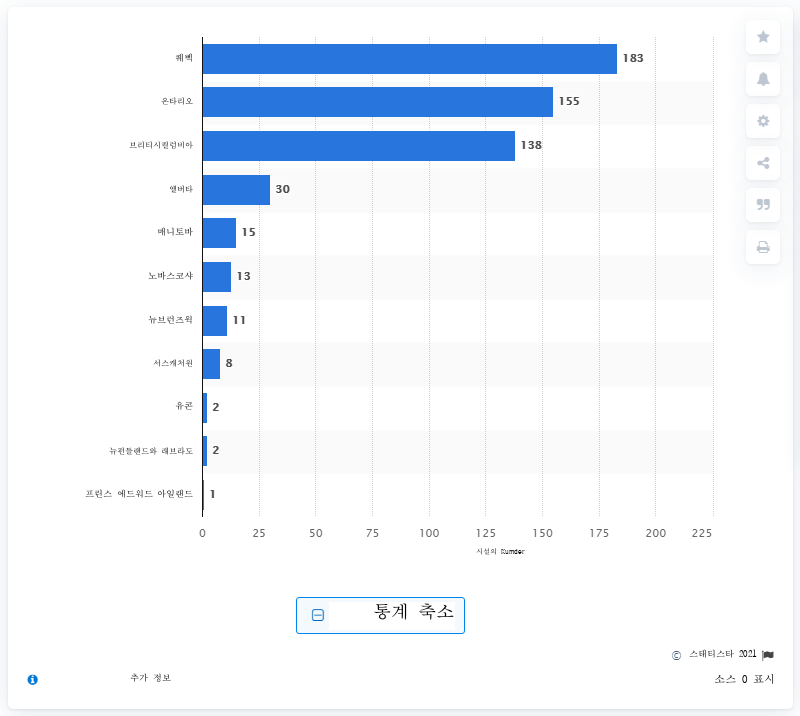 퀘벡 183
온타리오 155
브리티시컬럼비아 138
앨버타 30
매니토바 15
노바스코샤 13
뉴브런즈윅 11
서스캐처원 8
유콘 2
뉴펀들랜드와 래브라도 2
프린스 에드워드 아일랜드 1
0 25 50 75 100 125 150 175 200 225
시설의 Kumder
통계 축소
© 스태티스타 2021
추가 정보
소스 0 표시